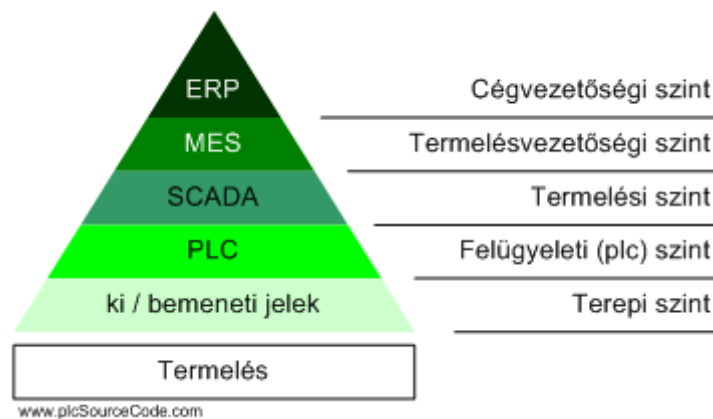 ERP Cégvezetőségi szint
MES Termelésvezetőségi szint
SCADA Termelési szint
PLC Felügyeleti (plc) szint
ki / bemeneti jelek Terepi szint
Termelés
www.plcSourceCode.com